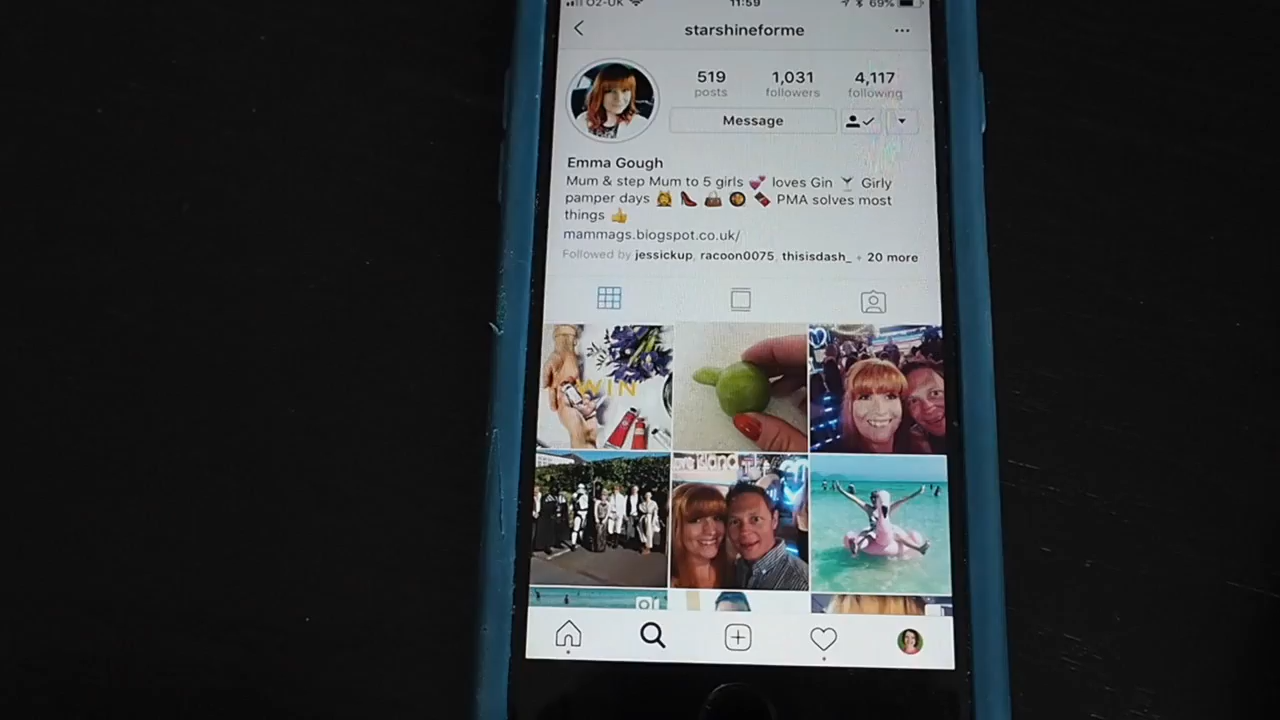 O2-UK 11:59 69%
starshineforme
519 1,031 4,117
posts followers following
Message
Emma Gough
Mum & step Mum to 5 girls 💕 loves Gin 🍸 Girly
pamper days 👸 👠 👜 🍲 🍫 PMA solves most
things 👍
mammags.blogspot.co.uk/
Followed by jessickup, racoon0075, thisisdash_ + 20 more
WIN